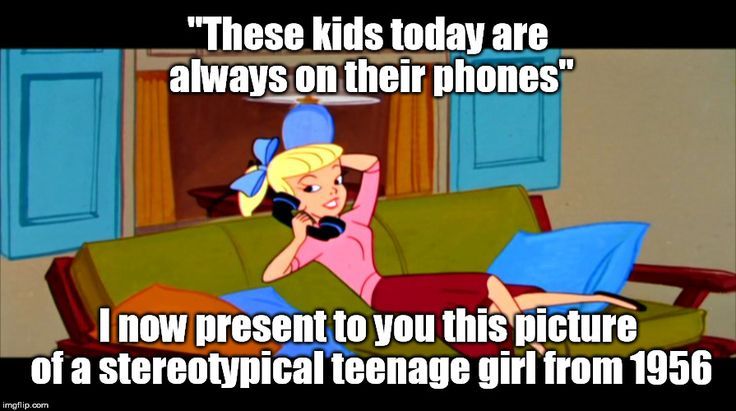 "These kids today are
always on their phones"
I now present to you this picture
of a stereotypical teenage girl from 1956
imgflip.com